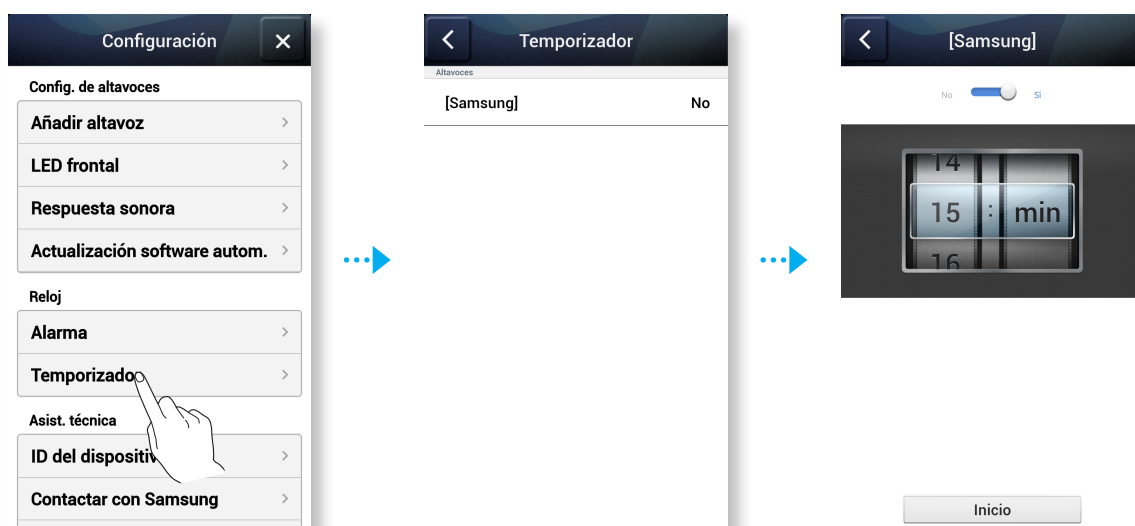 Configuración
Config. de altavoces
Añadir altavoz
LED frontal
Respuesta sonora
Actualización software autom.
Reloj
Alarma
Temporizado
Asist. técnica
ID del dispositiv
Contactar con Samsung
Temporizador
Altavoces
[Samsung] No
[Samsung]
No Sí
14
15 : min
16
Inicio